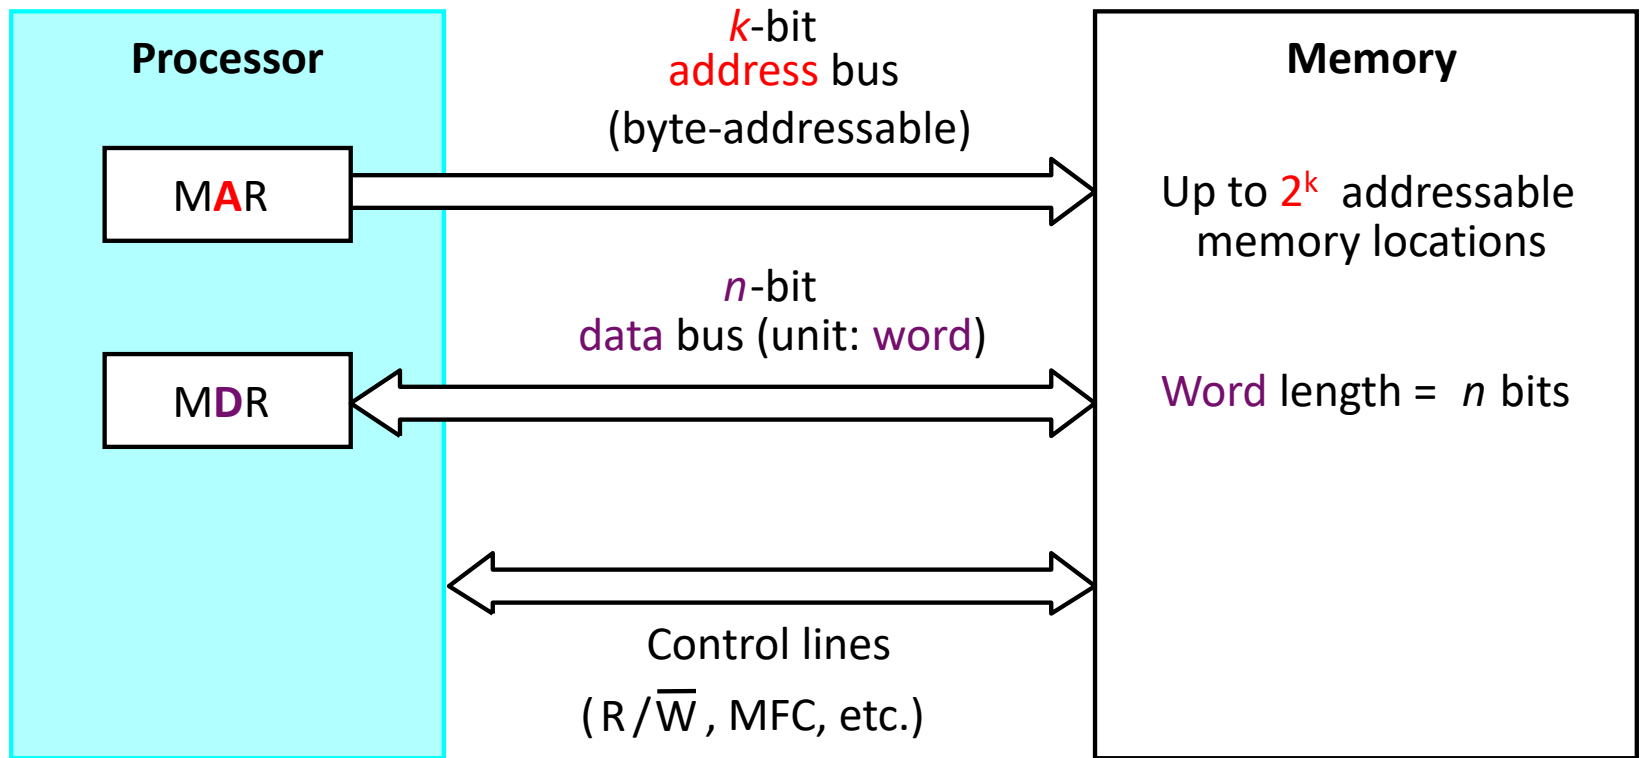 Processor
MAR
MDR
k-bit
address bus
(byte-addressable)
n-bit
data bus (unit: word)
Control lines
(R/W̅, MFC, etc.)
Memory
Up to 2ᵏ addressable
memory locations
Word length = n bits